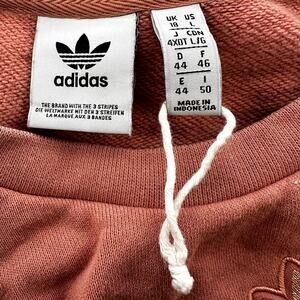 adidas
THE BRAND WITH THE 3 STRIPES
DIE WELTMARKE MIT DEN 3 STREIFEN
LA MARQUE AUX 3 BANDES
UK US
18 L
J CDN
4XOT L/G
D F
44 46
E I
44 50
MADE IN
INDONESIA